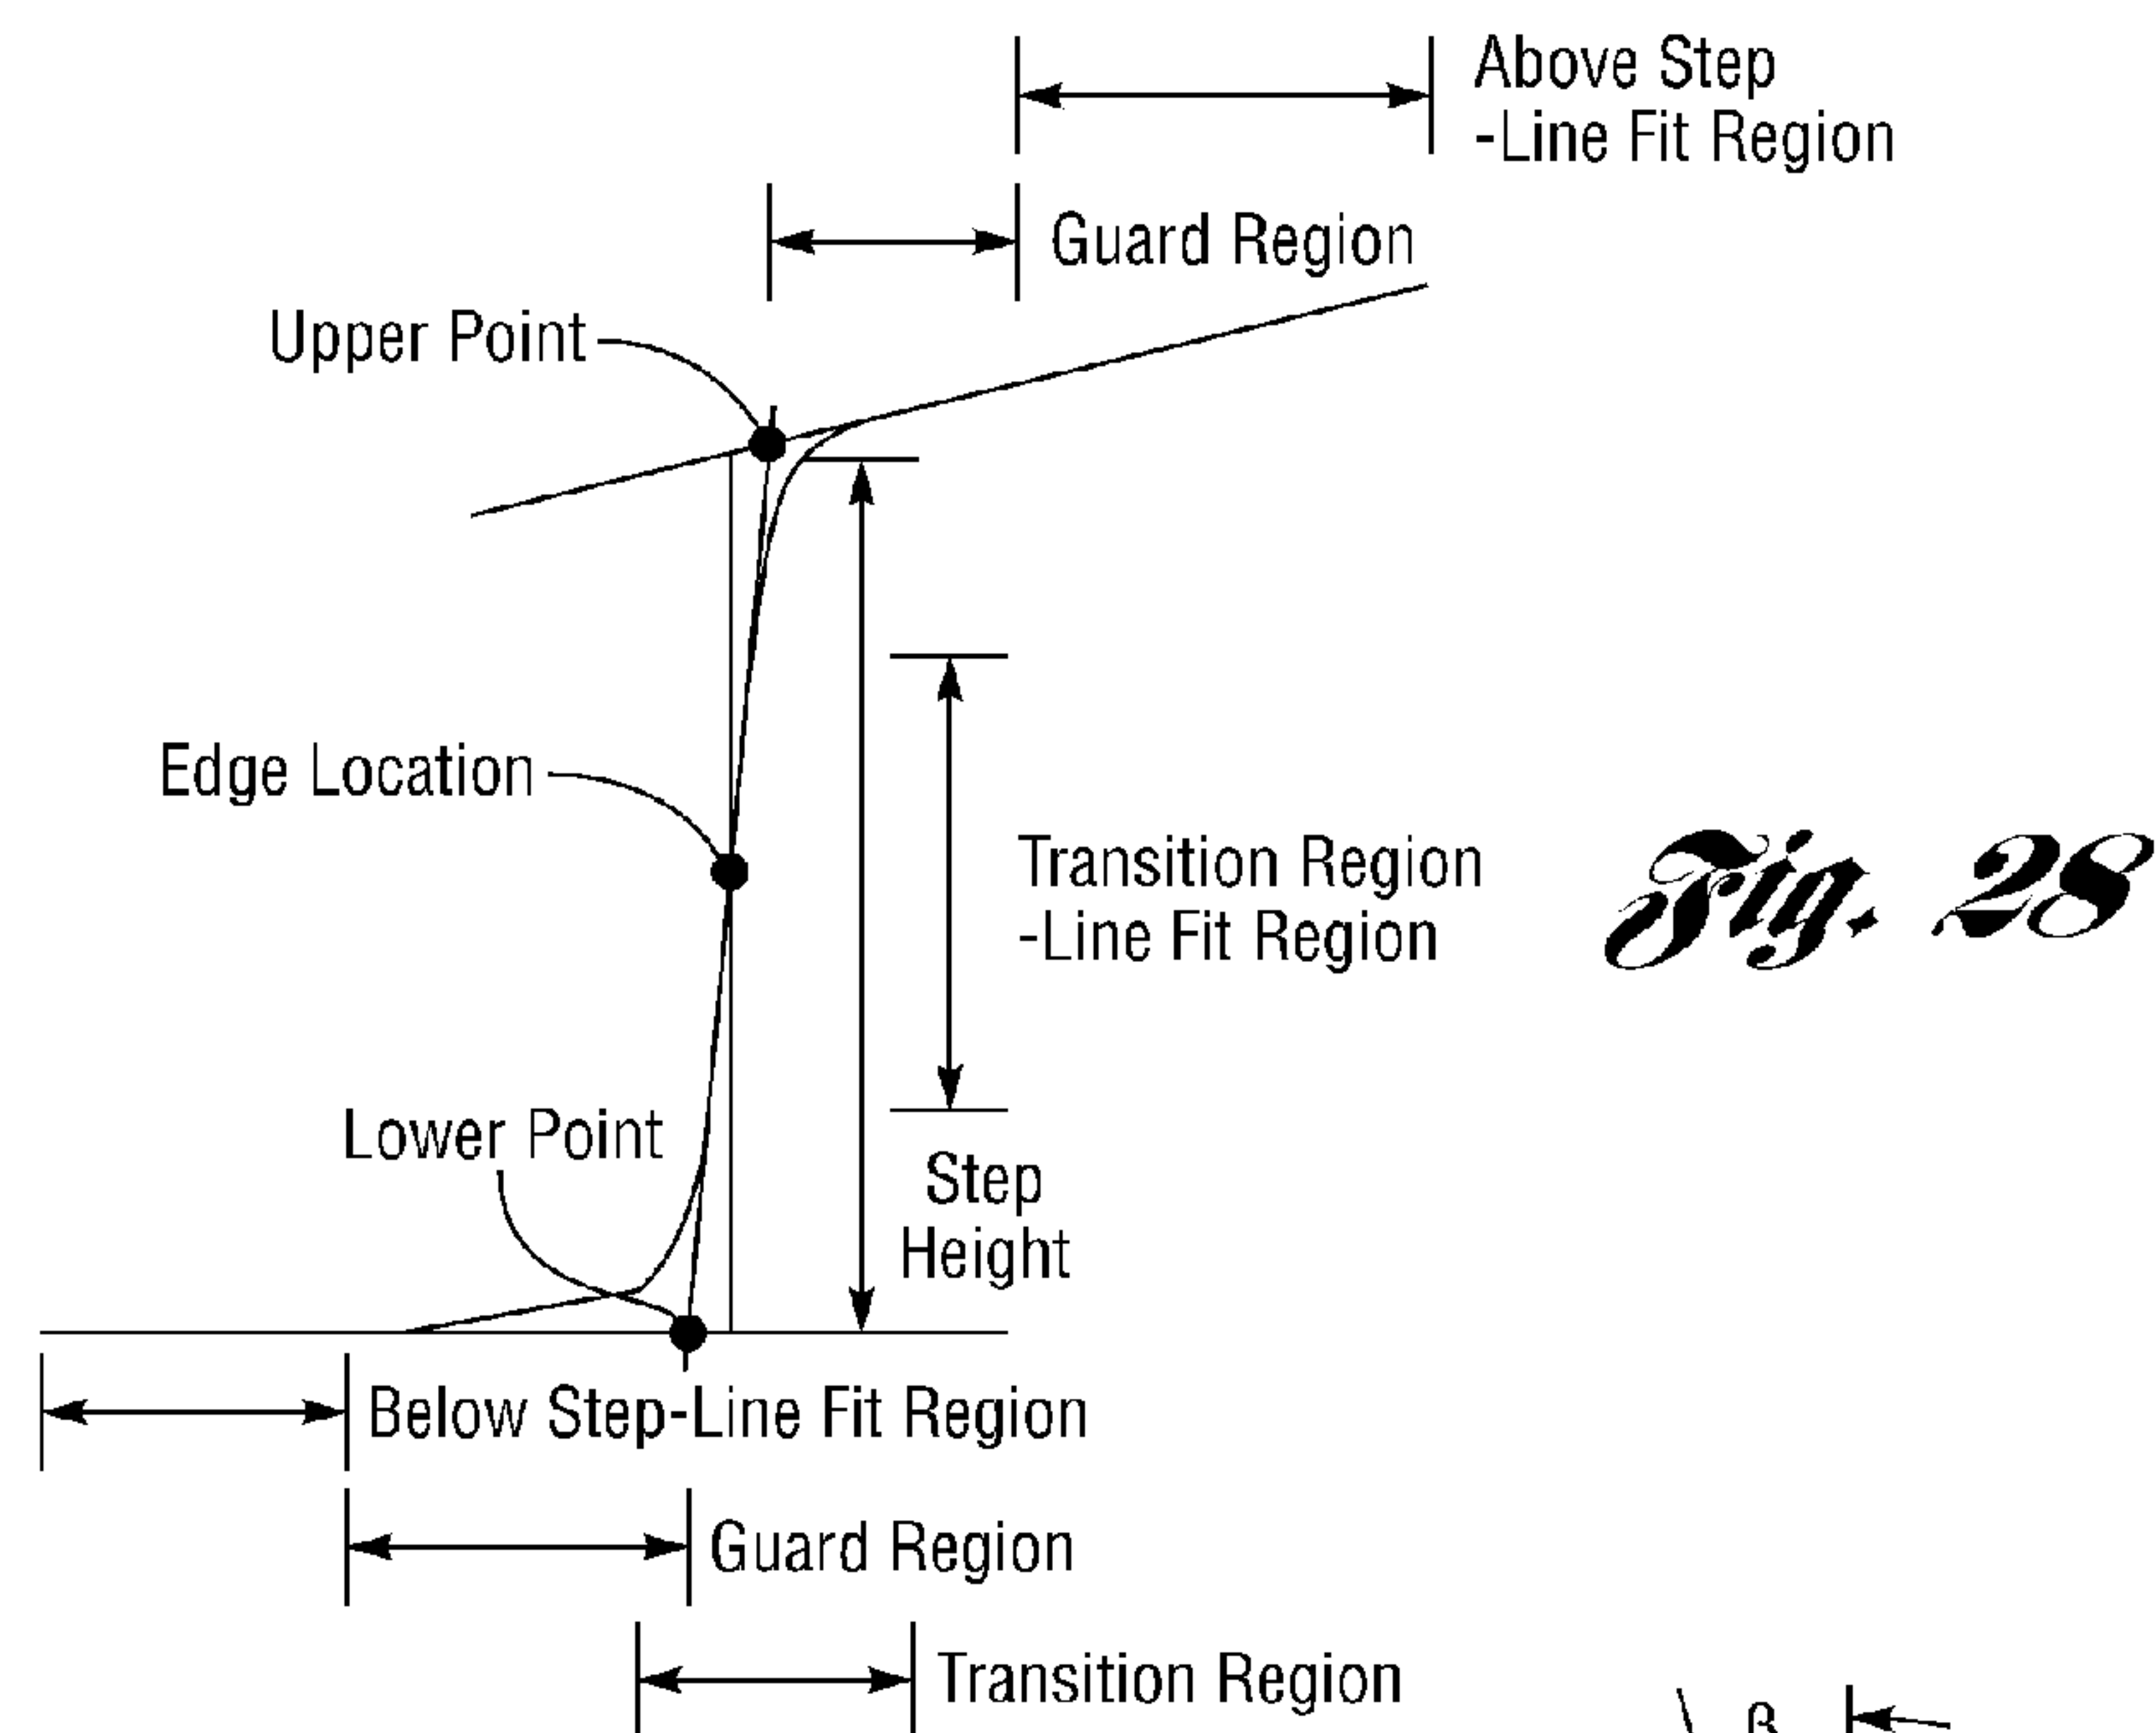 Above Step
-Line Fit Region
Guard Region
Upper Point
Edge Location
Transition Region
-Line Fit Region
Fig. 28
Lower Point
Step
Height
Below Step-Line Fit Region
Guard Region
Transition Region
β